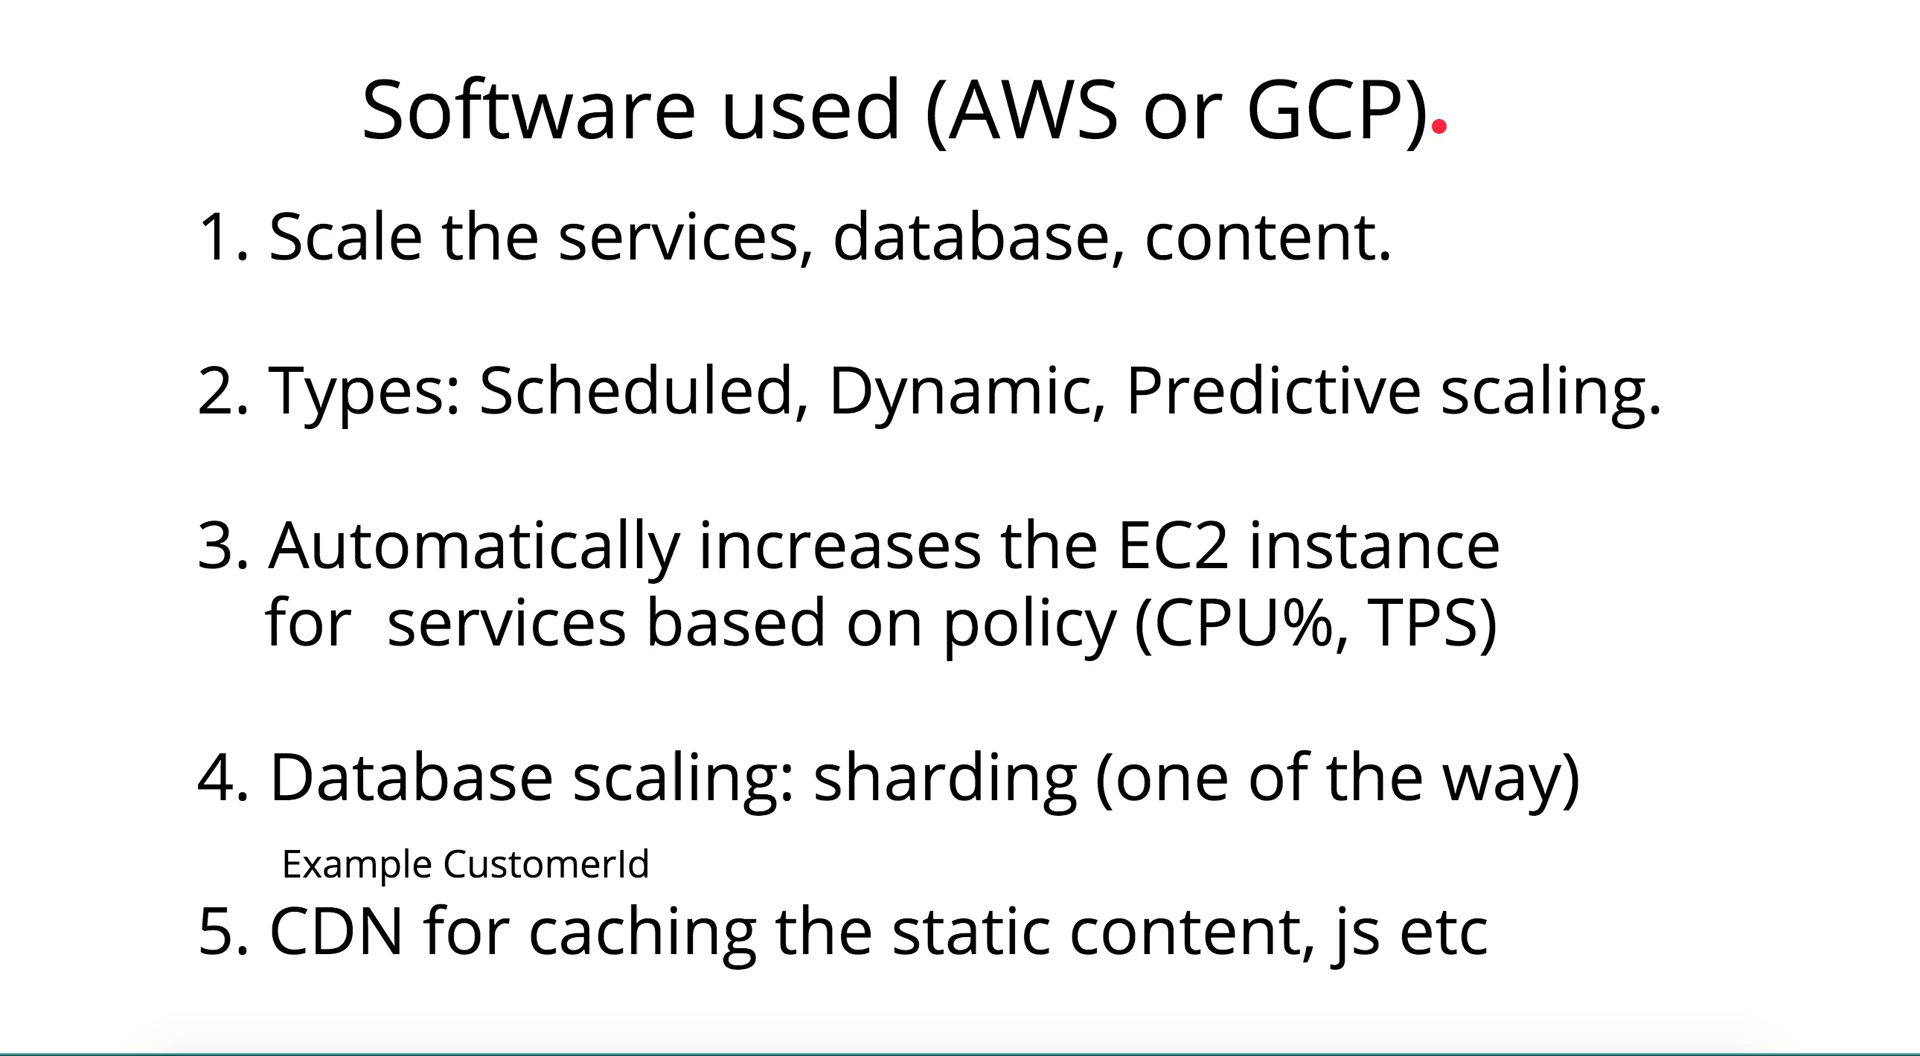 Software used (AWS or GCP).
1. Scale the services, database, content.
2. Types: Scheduled, Dynamic, Predictive scaling.
3. Automatically increases the EC2 instance
for  services based on policy (CPU%, TPS)
4. Database scaling: sharding (one of the way)
Example CustomerId
5. CDN for caching the static content, js etc